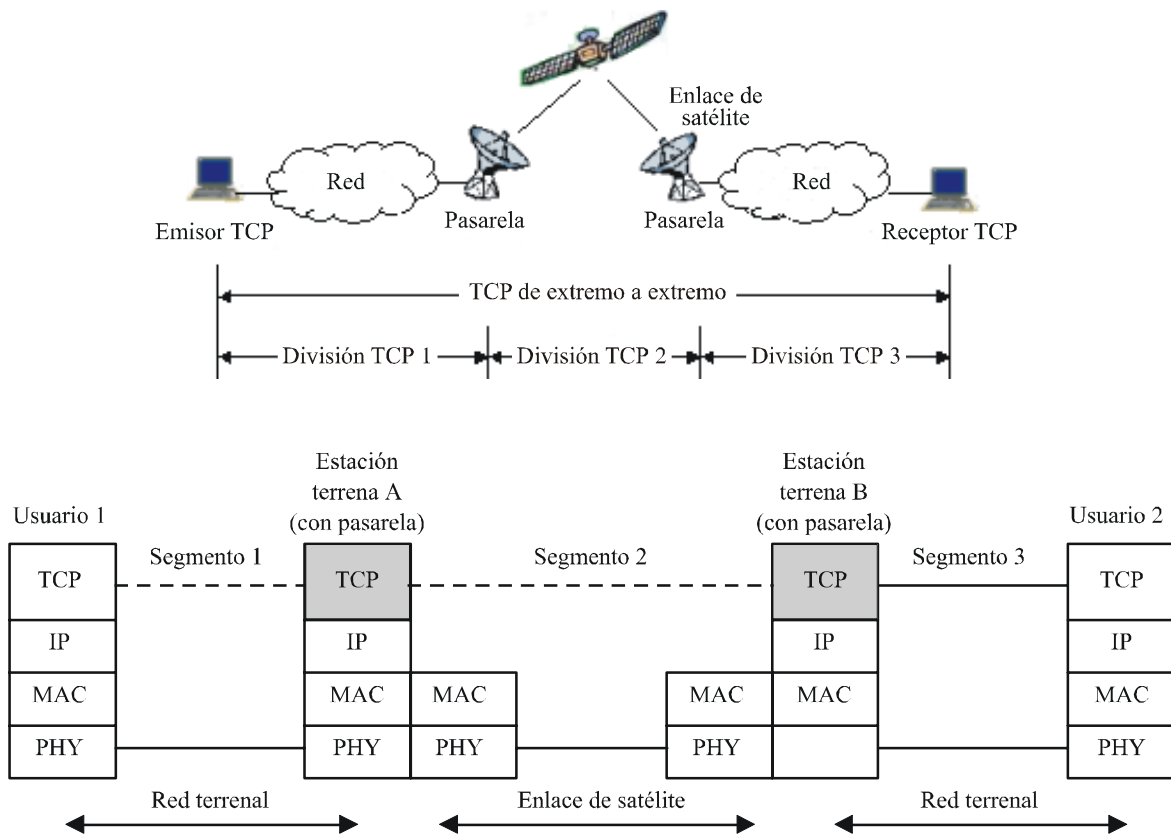 Enlace de
satélite
Red
Red
Pasarela
Pasarela
Emisor TCP
Receptor TCP
TCP de extremo a extremo
División TCP 1
División TCP 2
División TCP 3
Estación
terrena A
(con pasarela)
Estación
terrena B
(con pasarela)
Usuario 1
Usuario 2
Segmento 1
Segmento 2
Segmento 3
TCP
TCP
TCP
TCP
IP
IP
IP
IP
MAC
MAC
MAC
MAC
MAC
MAC
PHY
PHY
PHY
PHY
PHY
Red terrenal
Enlace de satélite
Red terrenal